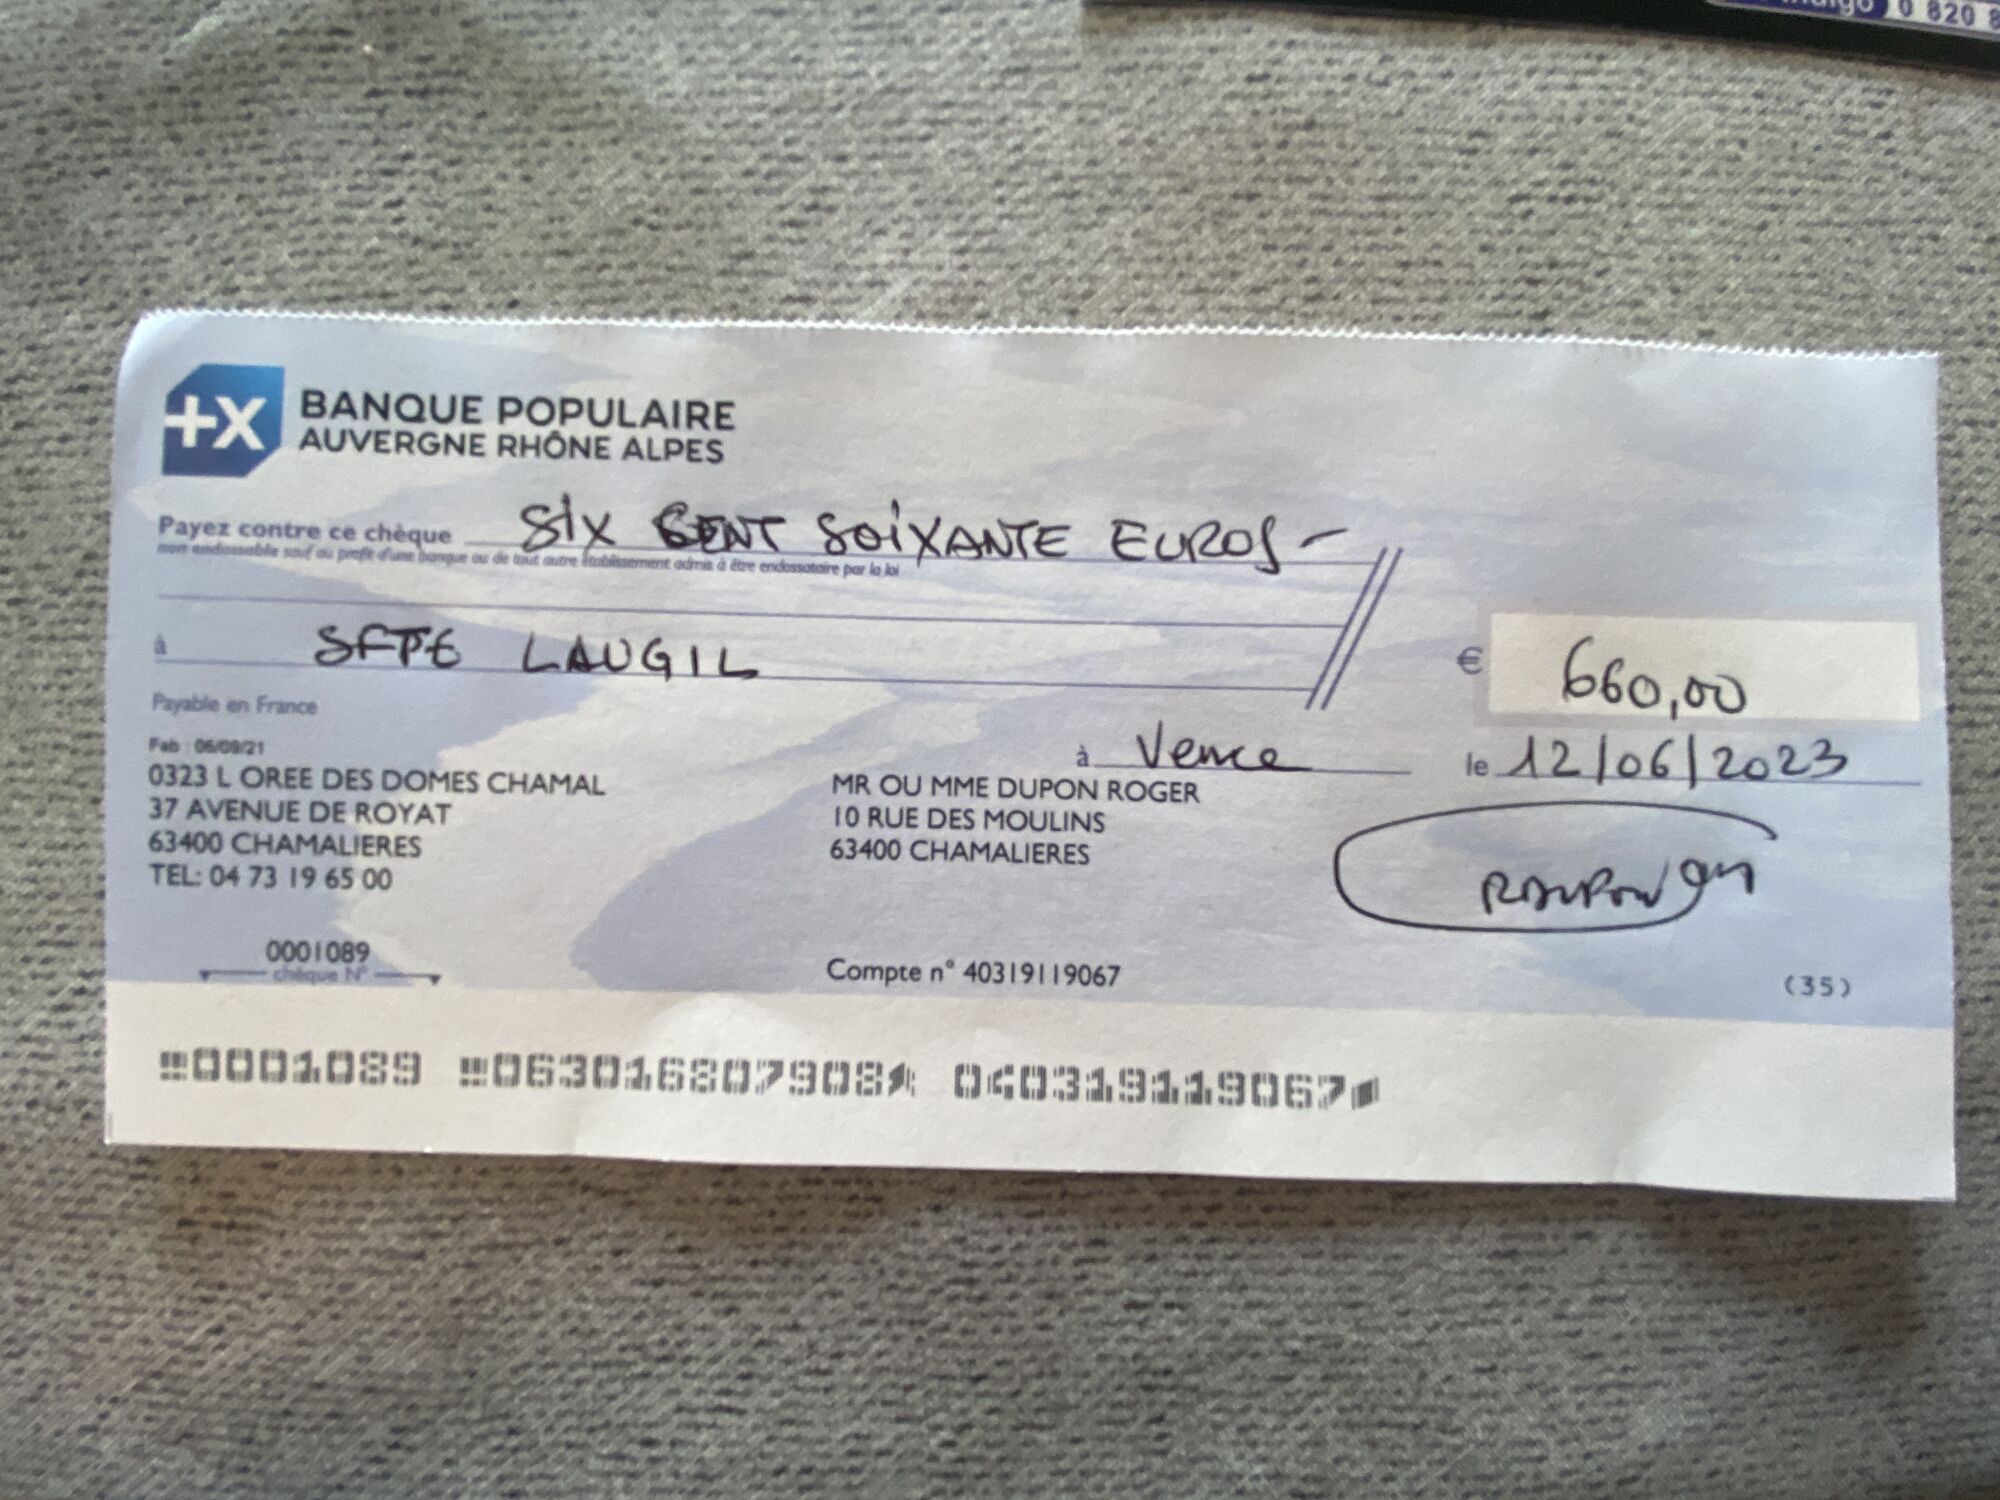 0 820 8
+X BANQUE POPULAIRE
AUVERGNE RHÔNE ALPES
Payez contre ce chèque SIX CENT SOIXANTE EUROS -
non endossable sauf au profit d'une banque ou de tout autre établissement admis à être endossataire par la loi
à SFPE LAUGIL
€ 660,00
Payable en France
à Vence le 12/06/2023
Fab : 06/09/21
0323 L OREE DES DOMES CHAMAL
37 AVENUE DE ROYAT
63400 CHAMALIERES
TEL: 04 73 19 65 00
MR OU MME DUPON ROGER
10 RUE DES MOULINS
63400 CHAMALIERES
0001089
chèque N°
Compte n° 40319119067
(35)
0001089 063016807908 040319119067